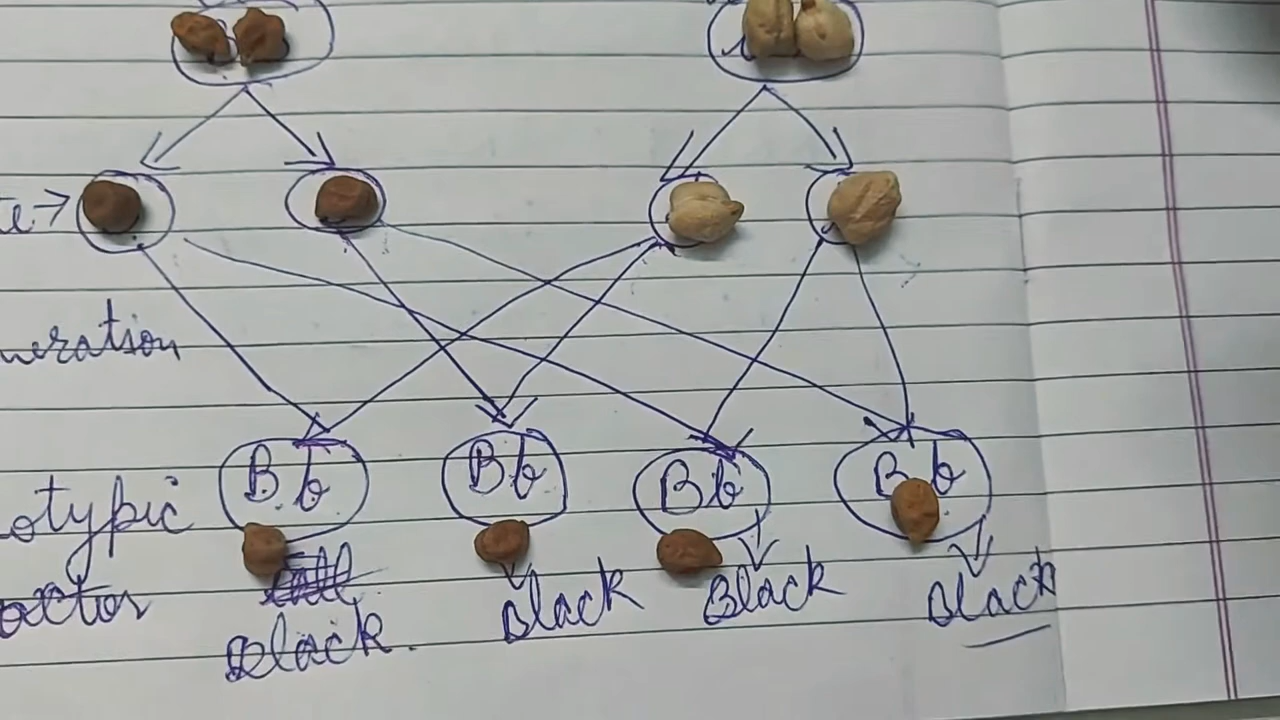 te →
neration
Bb Bb Bb Bb
otypic
actor Black Black Black
Black.